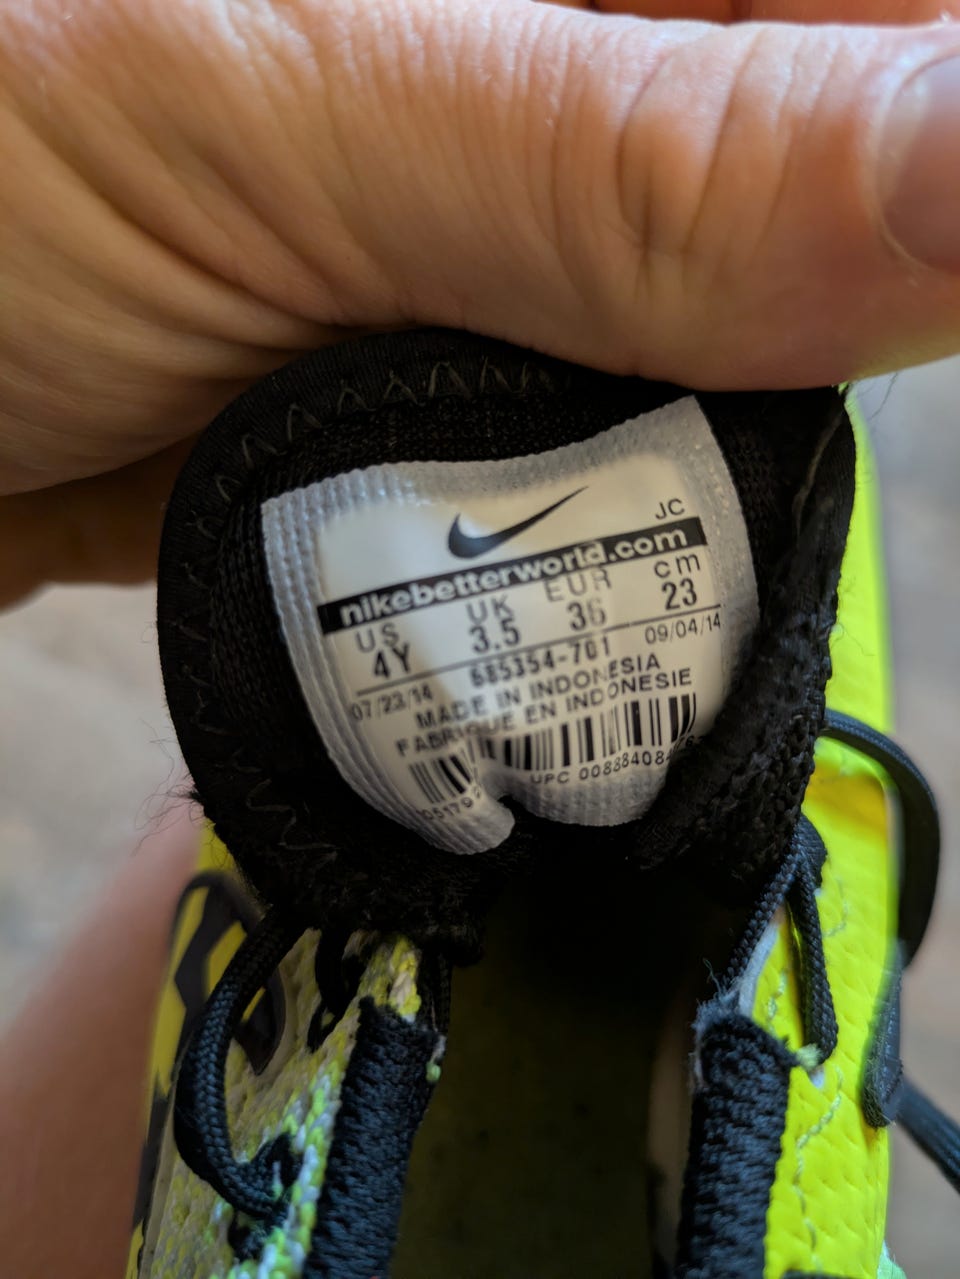 JC
nikebetterworld.com
US UK EUR cm
4Y 3.5 36 23
07/23/14 685354-701 09/04/14
MADE IN INDONESIA
FABRIQUE EN INDONESIE
UPC